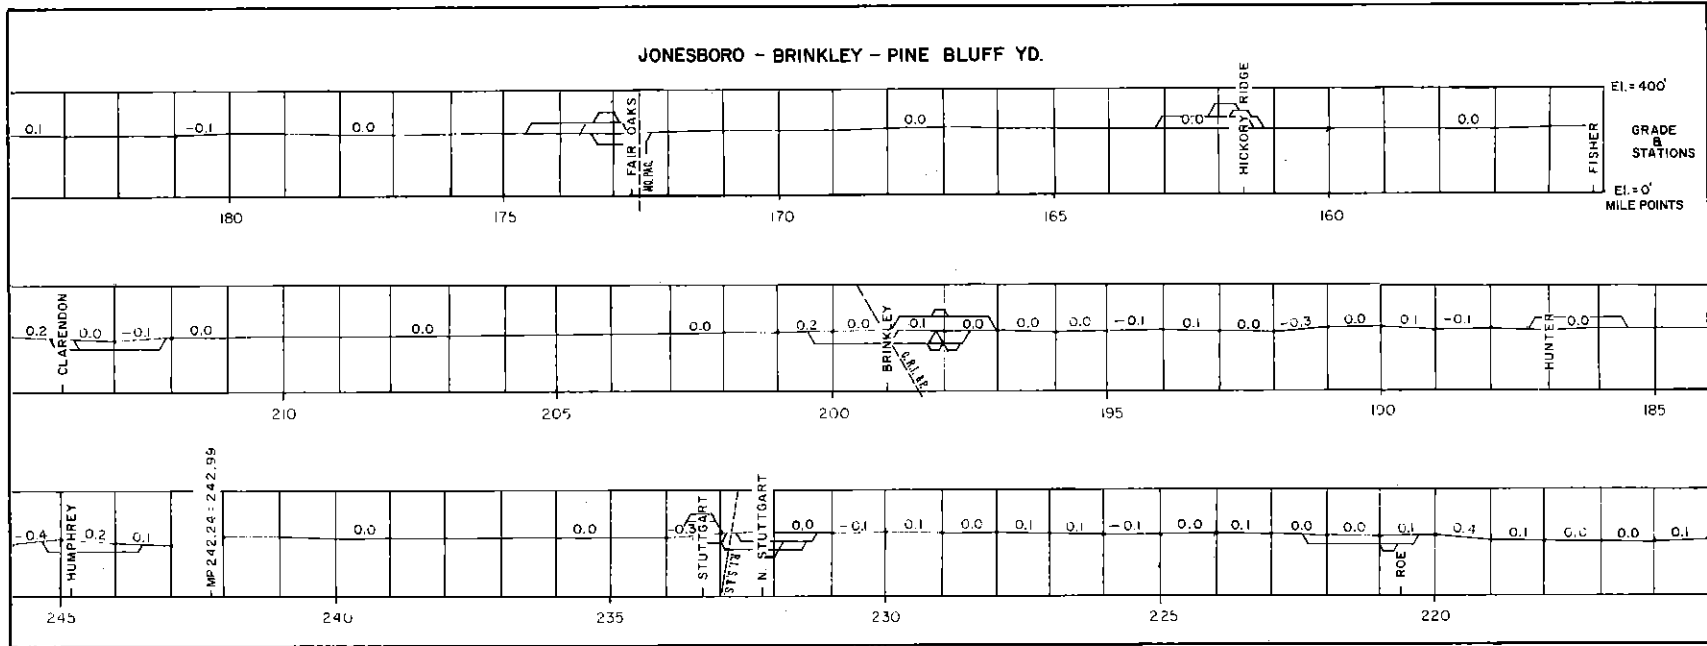 JONESBORO - BRINKLEY - PINE BLUFF YD.
El. = 400'
0.1 -0.1 0.0 0.0 0.0 0.0
FAIR OAKS
MO. PAC.
HICKORY RIDGE
FISHER
GRADE & STATIONS
El. = 0'
MILE POINTS
180 175 170 165 160
CLARENDON
0.2 0.0 -0.1 0.0 0.0 0.0 0.2 0.0 -0.1 0.0 0.0 0.0 -0.1 0.1 0.0 -0.3 0.0 0.1 -0.1 0.0
BRINKLEY
C.R.I. & P.
HUNTER
210 205 200 195 190 185
-0.4 0.2 0.1 0.0 0.0 -0.3 0.0 -0.1 0.1 0.0 0.1 0.1 -0.1 0.0 0.1 0.0 0.0 0.1 0.4 0.1 0.0 0.0 0.1
HUMPHREY
MP 242.24 = 242.99
STUTTGART
N. STUTTGART
ROE
245 240 235 230 225 220